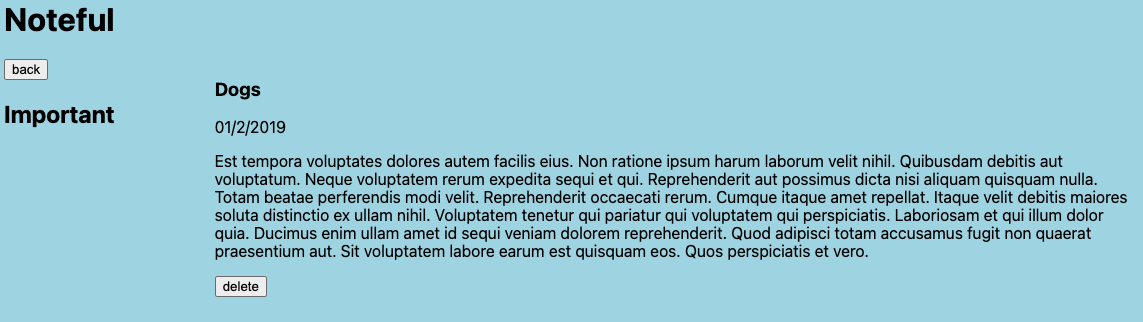 Noteful
back
Important
Dogs
01/2/2019
Est tempora voluptates dolores autem facilis eius. Non ratione ipsum harum laborum velit nihil. Quibusdam debitis aut
voluptatum. Neque voluptatem rerum expedita sequi et qui. Reprehenderit aut possimus dicta nisi aliquam quisquam nulla.
Totam beatae perferendis modi velit. Reprehenderit occaecati rerum. Cumque itaque amet repellat. Itaque velit debitis maiores
soluta distinctio ex ullam nihil. Voluptatem tenetur qui pariatur qui voluptatem qui perspiciatis. Laboriosam et qui illum dolor
quia. Ducimus enim ullam amet id sequi veniam dolorem reprehenderit. Quod adipisci totam accusamus fugit non quaerat
praesentium aut. Sit voluptatem labore earum est quisquam eos. Quos perspiciatis et vero.
delete